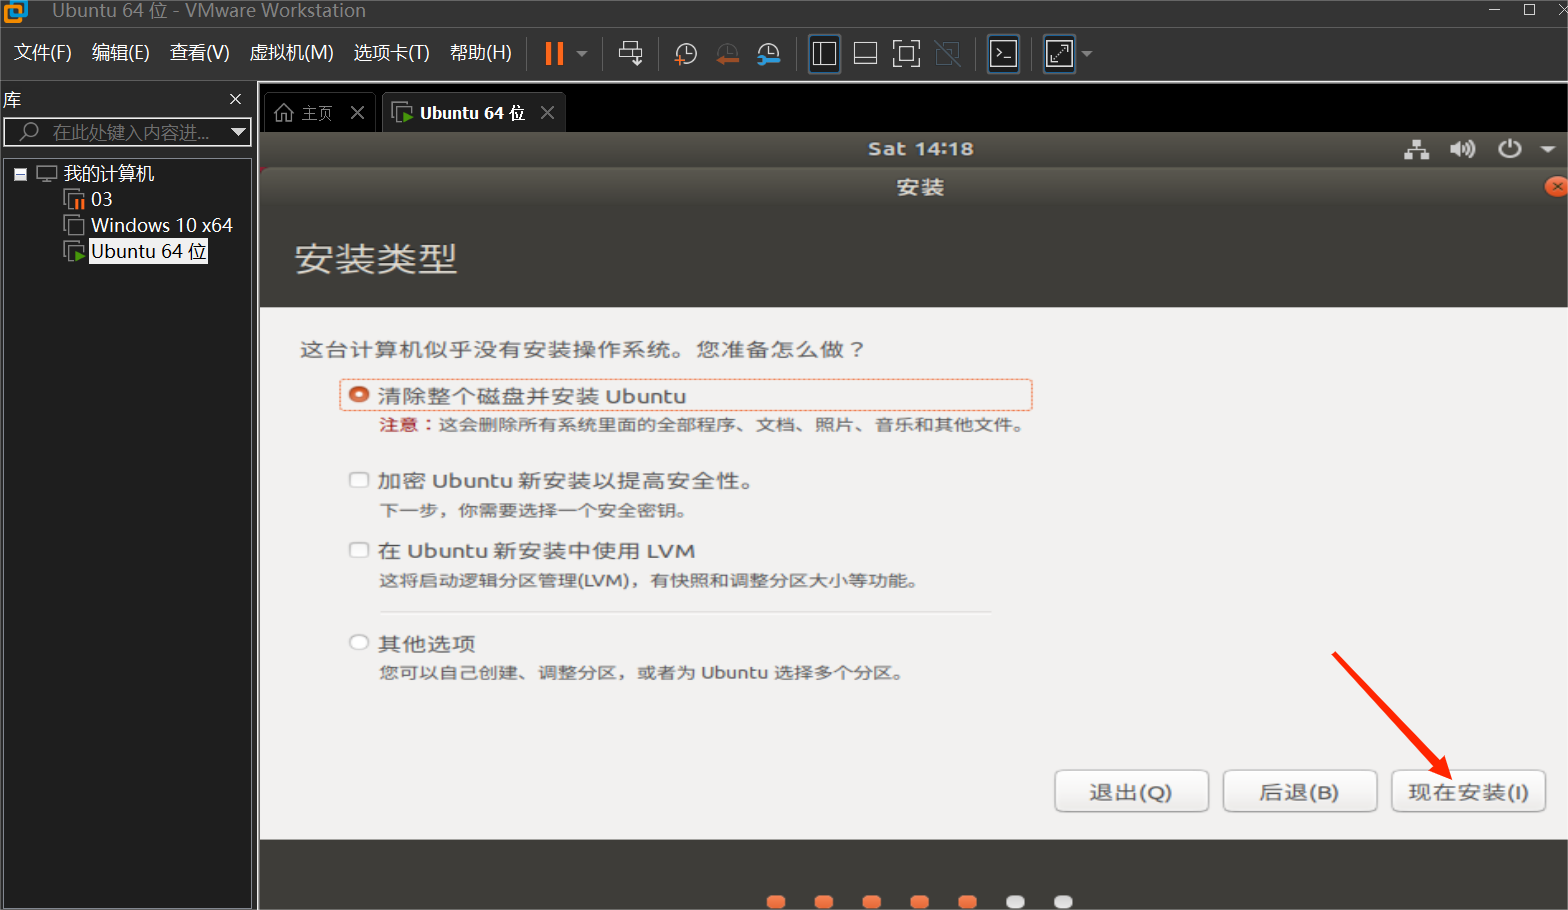 Ubuntu 64 位 - VMware Workstation
文件(F) 编辑(E) 查看(V) 虚拟机(M) 选项卡(T) 帮助(H)
库
在此处键入内容进...
我的计算机
03
Windows 10 x64
Ubuntu 64 位
主页
Ubuntu 64 位
Sat 14:18
安装
安装类型
这台计算机似乎没有安装操作系统。您准备怎么做？
清除整个磁盘并安装 Ubuntu
注意：这会删除所有系统里面的全部程序、文档、照片、音乐和其他文件。
加密 Ubuntu 新安装以提高安全性。
下一步，你需要选择一个安全密钥。
在 Ubuntu 新安装中使用 LVM
这将启动逻辑分区管理(LVM)，有快照和调整分区大小等功能。
其他选项
您可以自己创建、调整分区，或者为 Ubuntu 选择多个分区。
退出(Q) 后退(B) 现在安装(I)